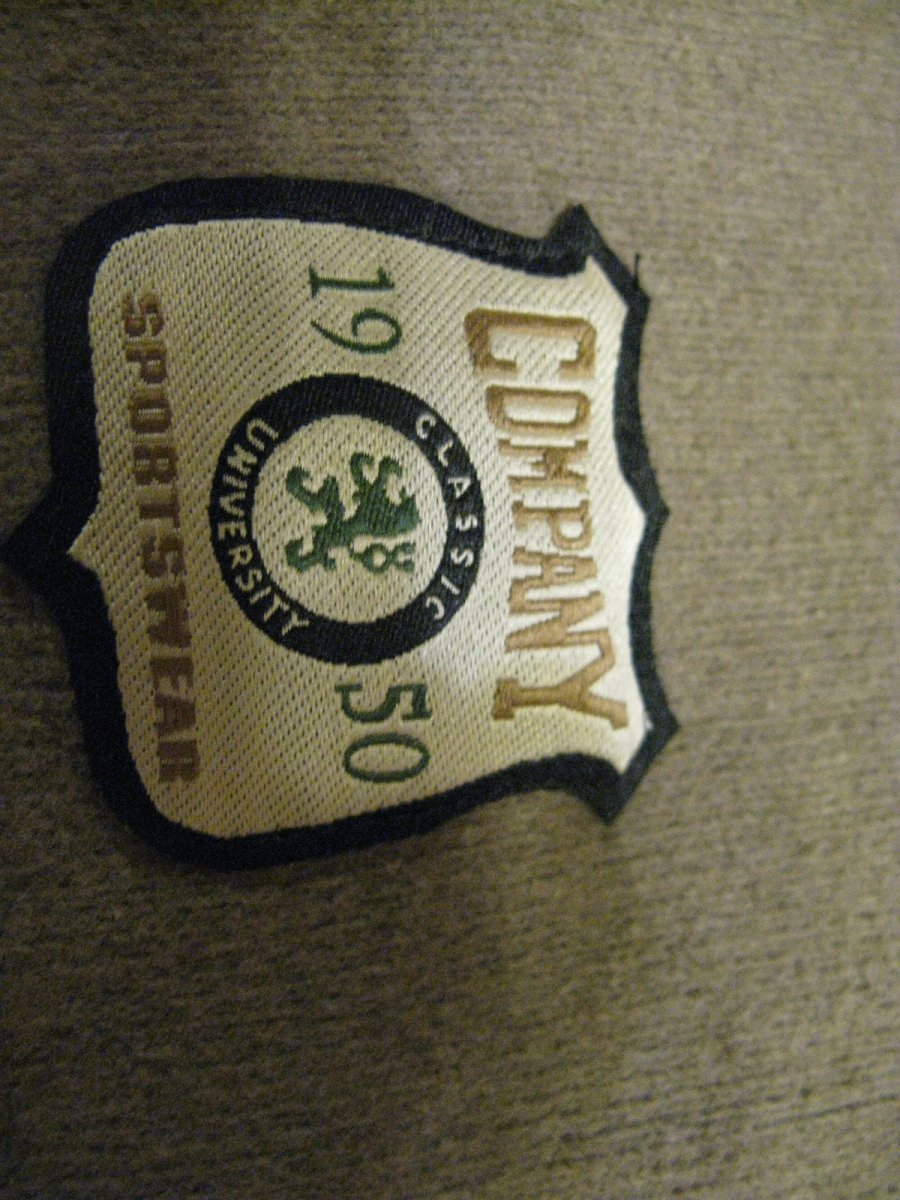 COMPANY
CLASSIC
19 50
UNIVERSITY
SPORTSWEAR